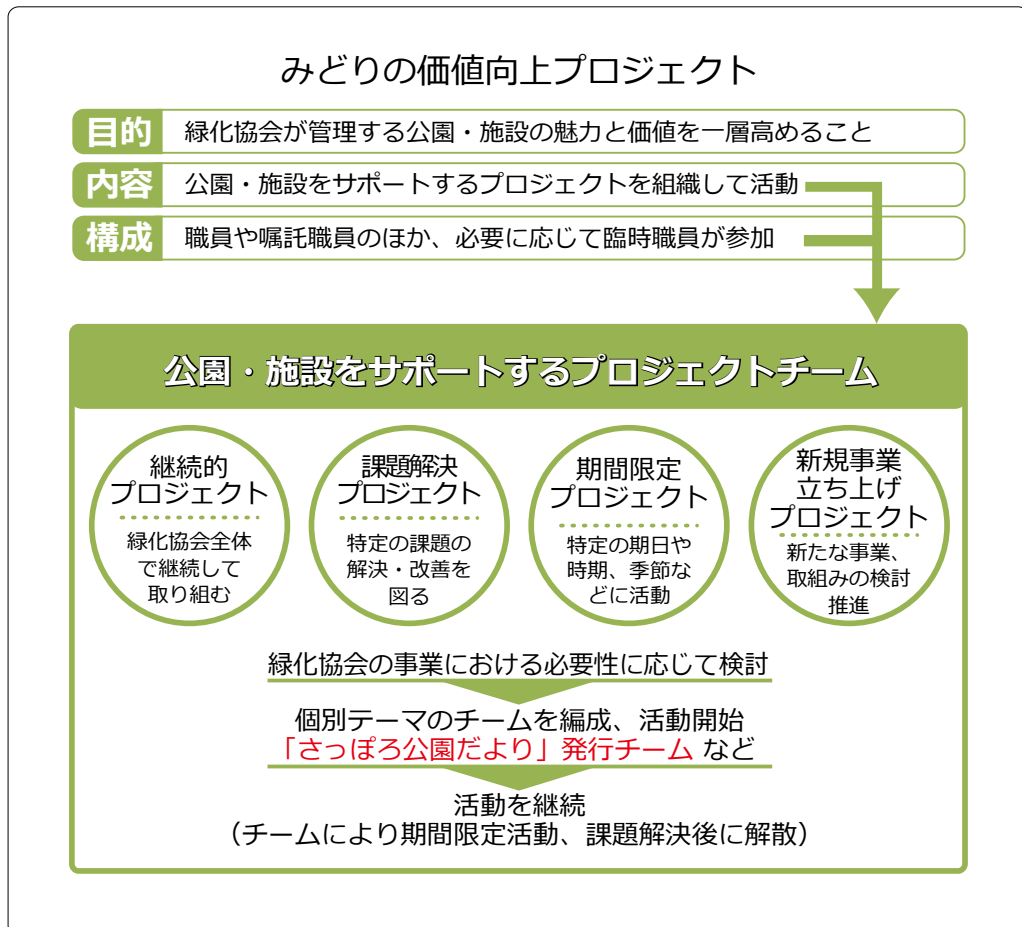 みどりの価値向上プロジェクト
目的 緑化協会が管理する公園・施設の魅力と価値を一層高めること
内容 公園・施設をサポートするプロジェクトを組織して活動
構成 職員や嘱託職員のほか、必要に応じて臨時職員が参加
公園・施設をサポートするプロジェクトチーム
継続的
プロジェクト
緑化協会全体
で継続して
取り組む
課題解決
プロジェクト
特定の課題の
解決・改善を
図る
期間限定
プロジェクト
特定の期日や
時期、季節な
どに活動
新規事業
立ち上げ
プロジェクト
新たな事業、
取組みの検討
推進
緑化協会の事業における必要性に応じて検討
個別テーマのチームを編成、活動開始
「さっぽろ公園だより」発行チーム など
活動を継続
（チームにより期間限定活動、課題解決後に解散）